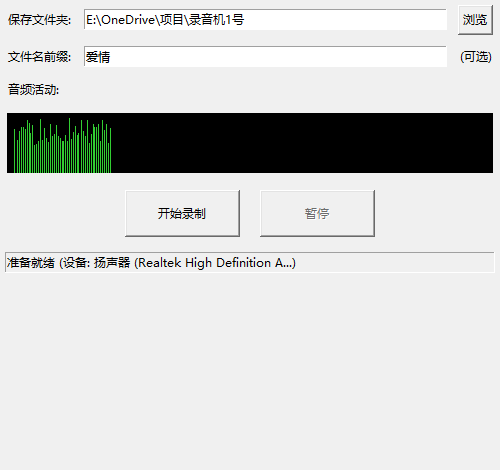 保存文件夹: E:\OneDrive\项目\录音机1号 浏览
文件名前缀: 爱情 (可选)
音频活动:
开始录制 暂停
准备就绪 (设备: 扬声器 (Realtek High Definition A...)